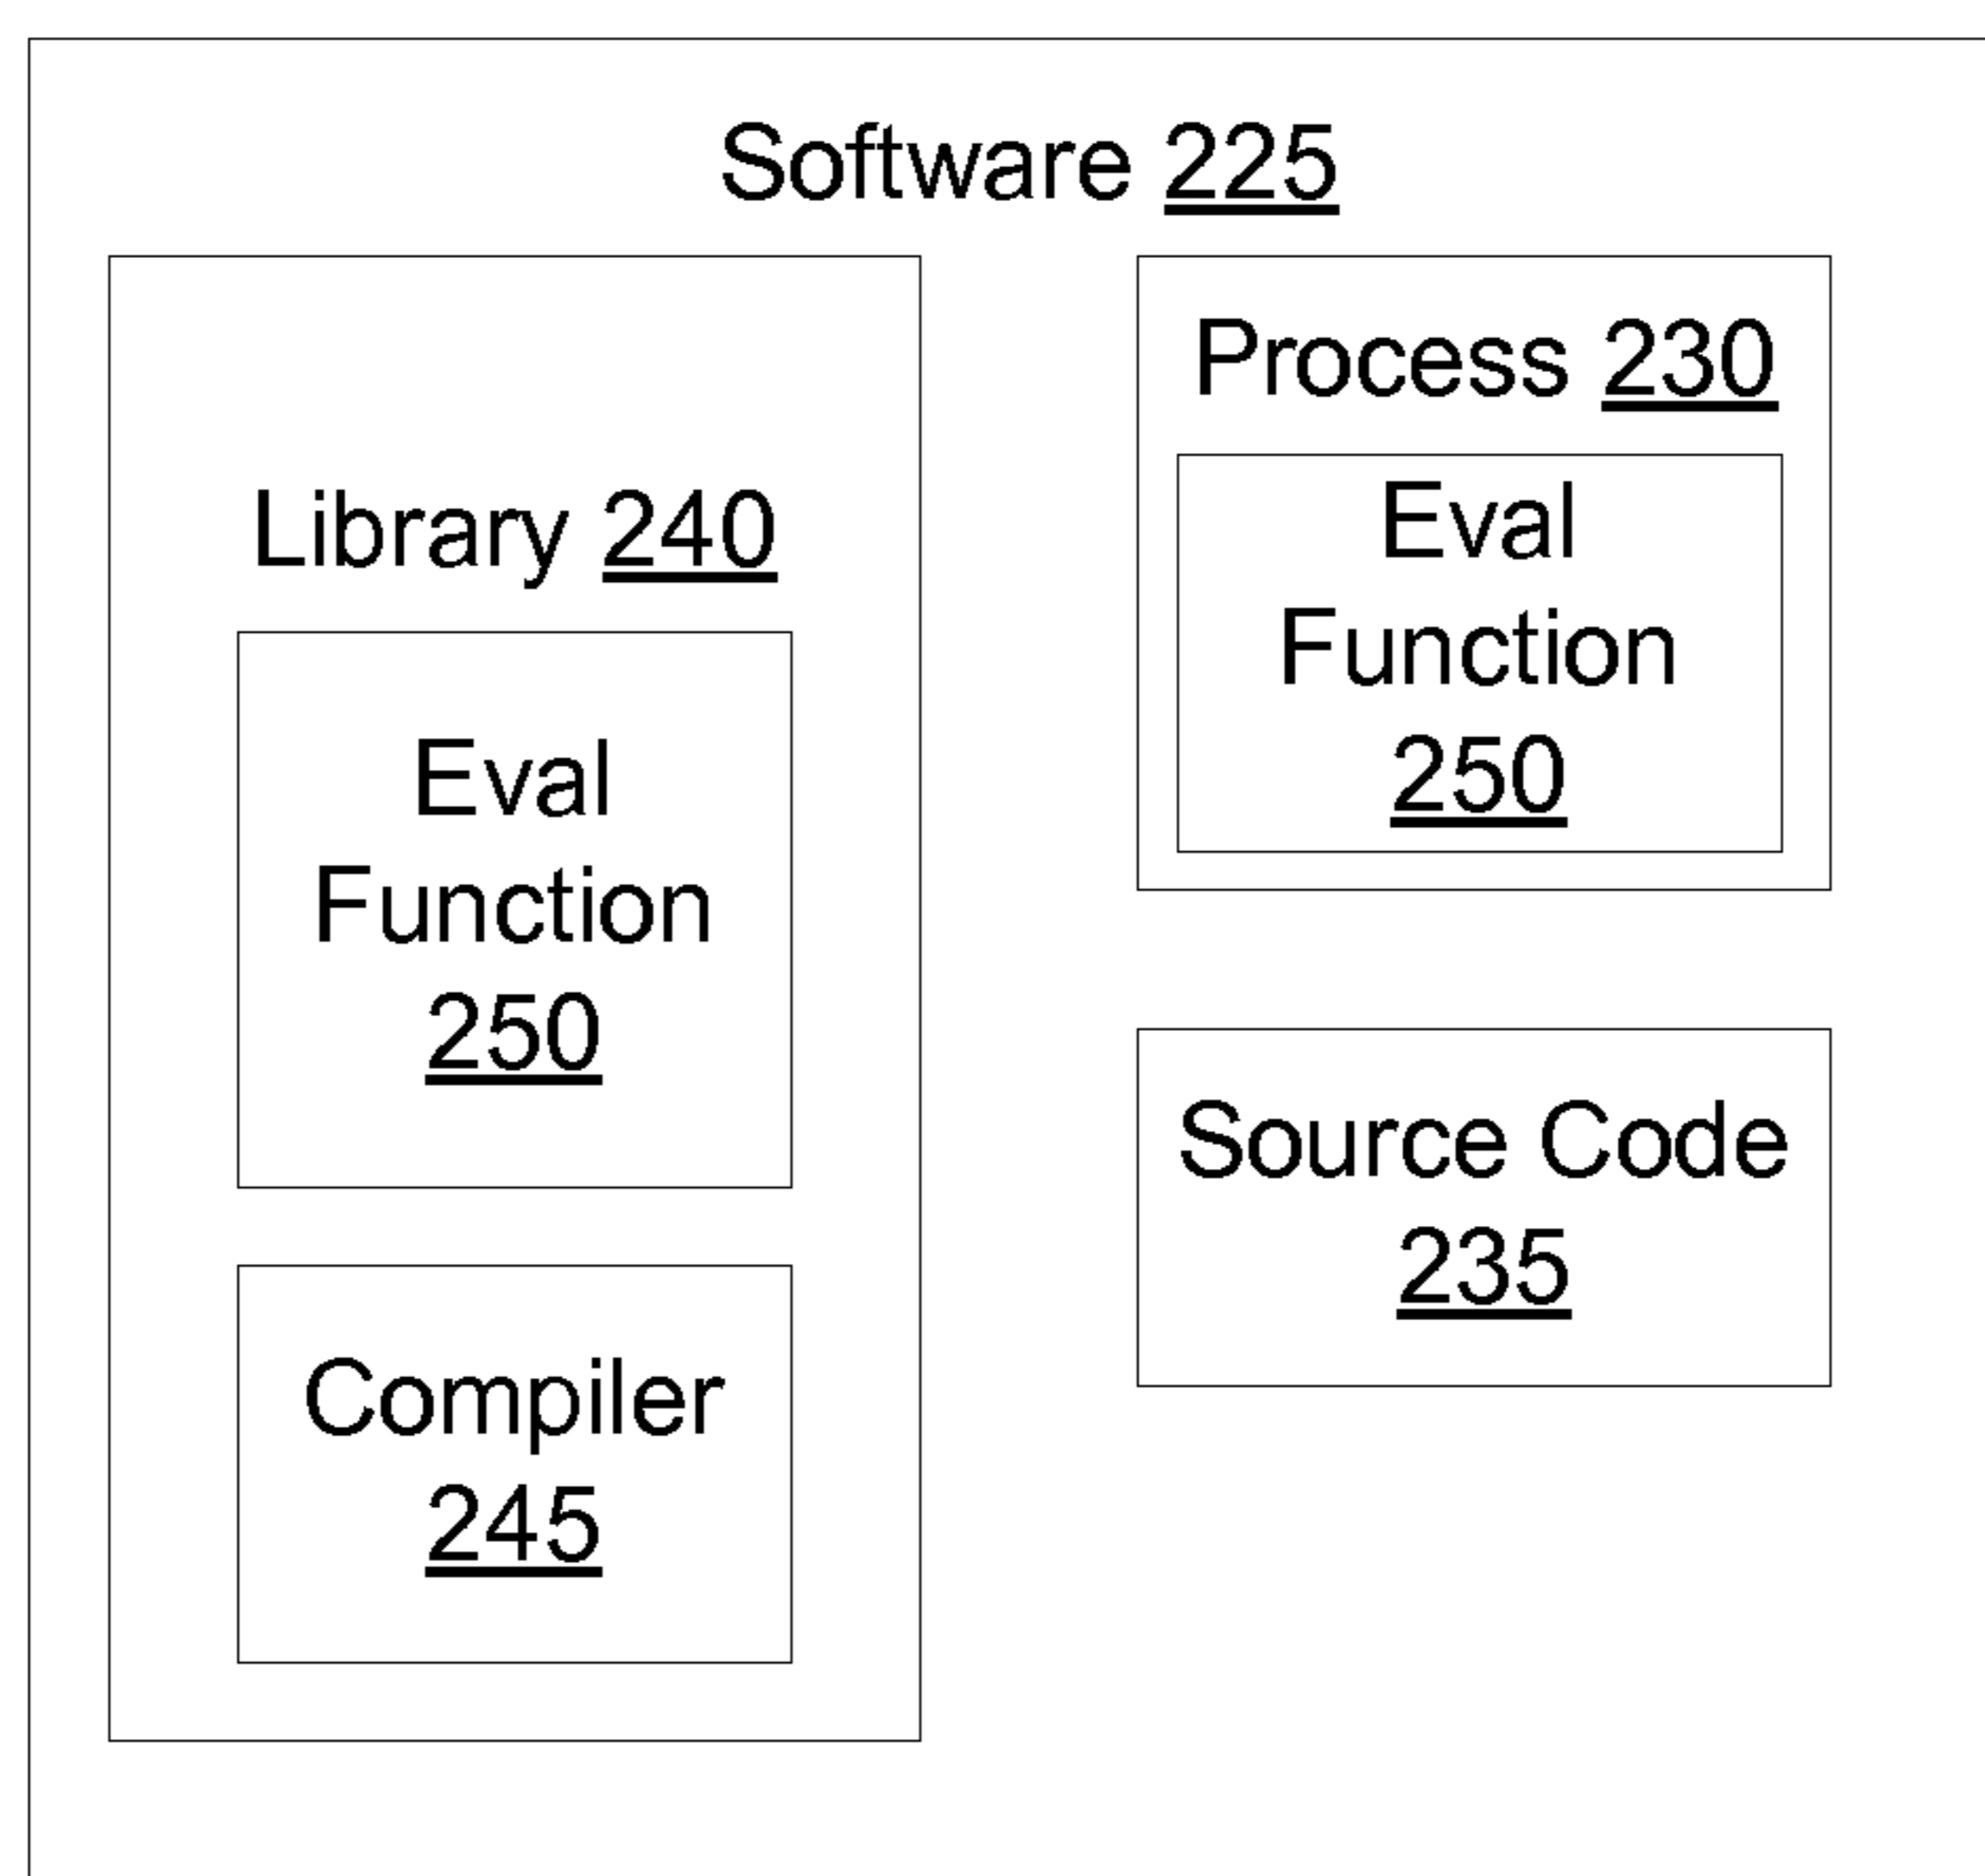 Software 225
Library 240
Eval
Function
250
Compiler
245
Process 230
Eval
Function
250
Source Code
235